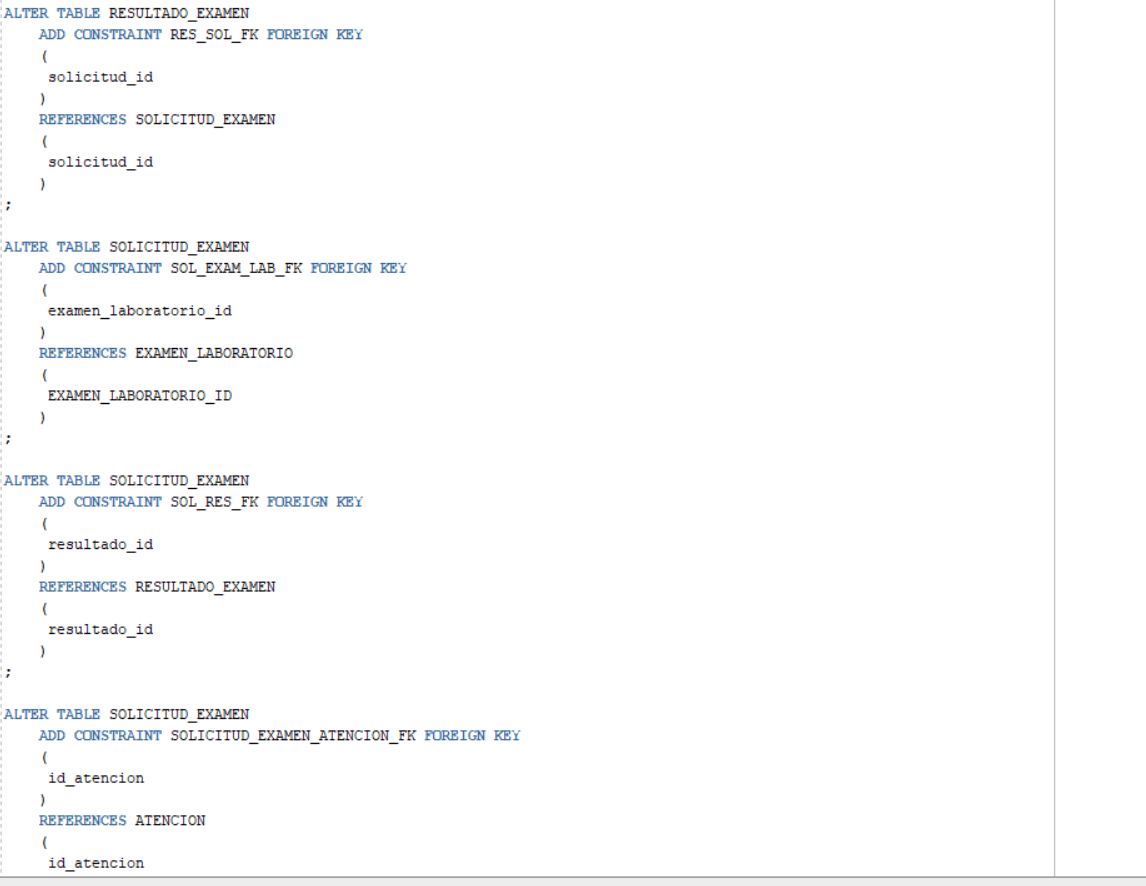 ALTER TABLE RESULTADO_EXAMEN
ADD CONSTRAINT RES_SOL_FK FOREIGN KEY
(
solicitud_id
)
REFERENCES SOLICITUD_EXAMEN
(
solicitud_id
)
;
ALTER TABLE SOLICITUD_EXAMEN
ADD CONSTRAINT SOL_EXAM_LAB_FK FOREIGN KEY
(
examen_laboratorio_id
)
REFERENCES EXAMEN_LABORATORIO
(
EXAMEN_LABORATORIO_ID
)
;
ALTER TABLE SOLICITUD_EXAMEN
ADD CONSTRAINT SOL_RES_FK FOREIGN KEY
(
resultado_id
)
REFERENCES RESULTADO_EXAMEN
(
resultado_id
)
;
ALTER TABLE SOLICITUD_EXAMEN
ADD CONSTRAINT SOLICITUD_EXAMEN_ATENCION_FK FOREIGN KEY
(
id_atencion
)
REFERENCES ATENCION
(
id_atencion